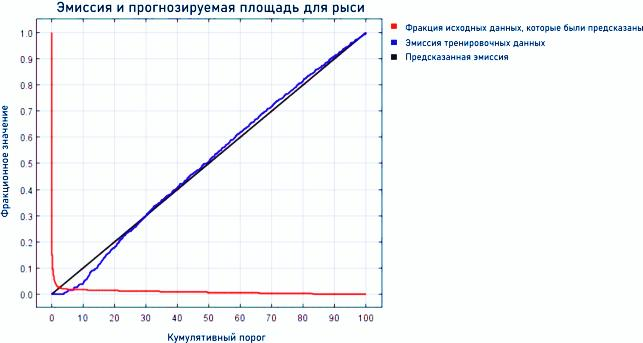 Эмиссия и прогнозируемая площадь для рыси
Фракция исходных данных, которые были предсказаны
Эмиссия тренировочных данных
Предсказанная эмиссия
Фракционное значение
1.0
0.9
0.8
0.7
0.6
0.5
0.4
0.3
0.2
0.1
0.0
0 10 20 30 40 50 60 70 80 90 100
Кумулятивный порог